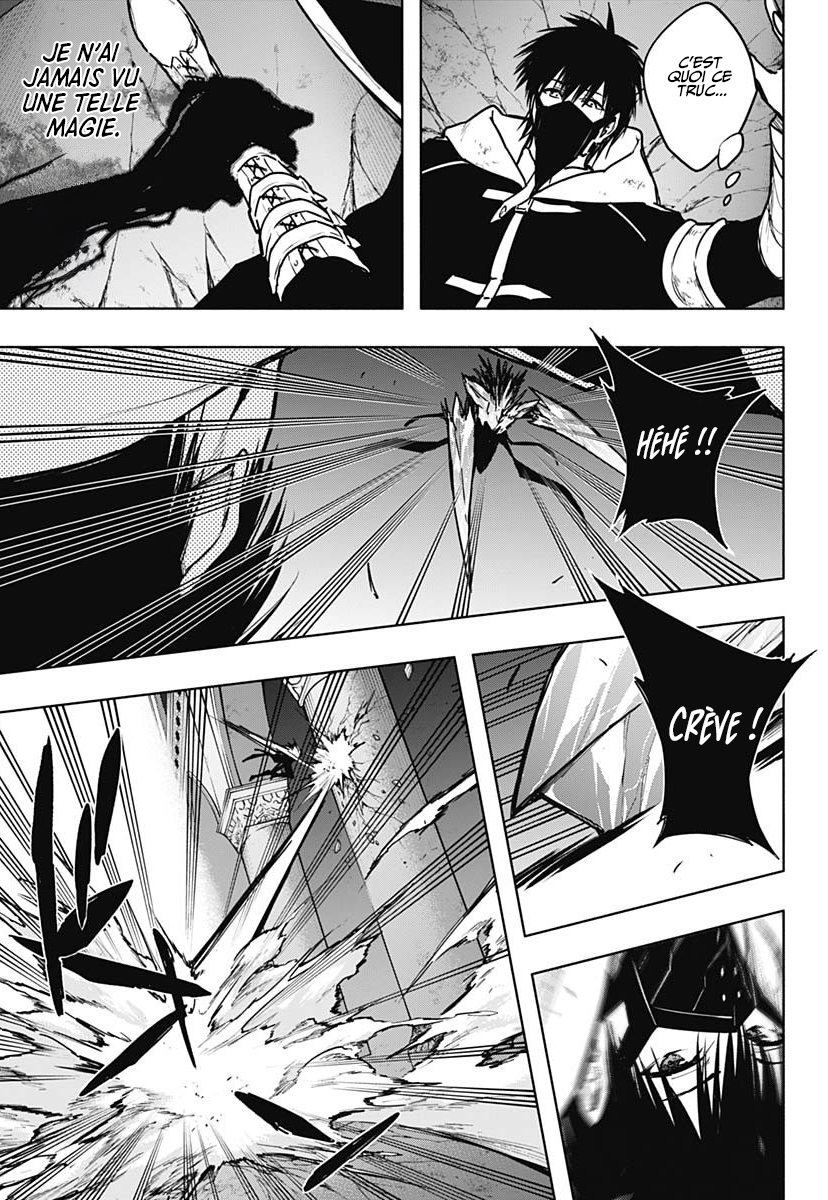 C'EST
QUOI CE
TRUC...
JE N'AI
JAMAIS VU
UNE TELLE
MAGIE.
HÉHÉ !!
CRÈVE !